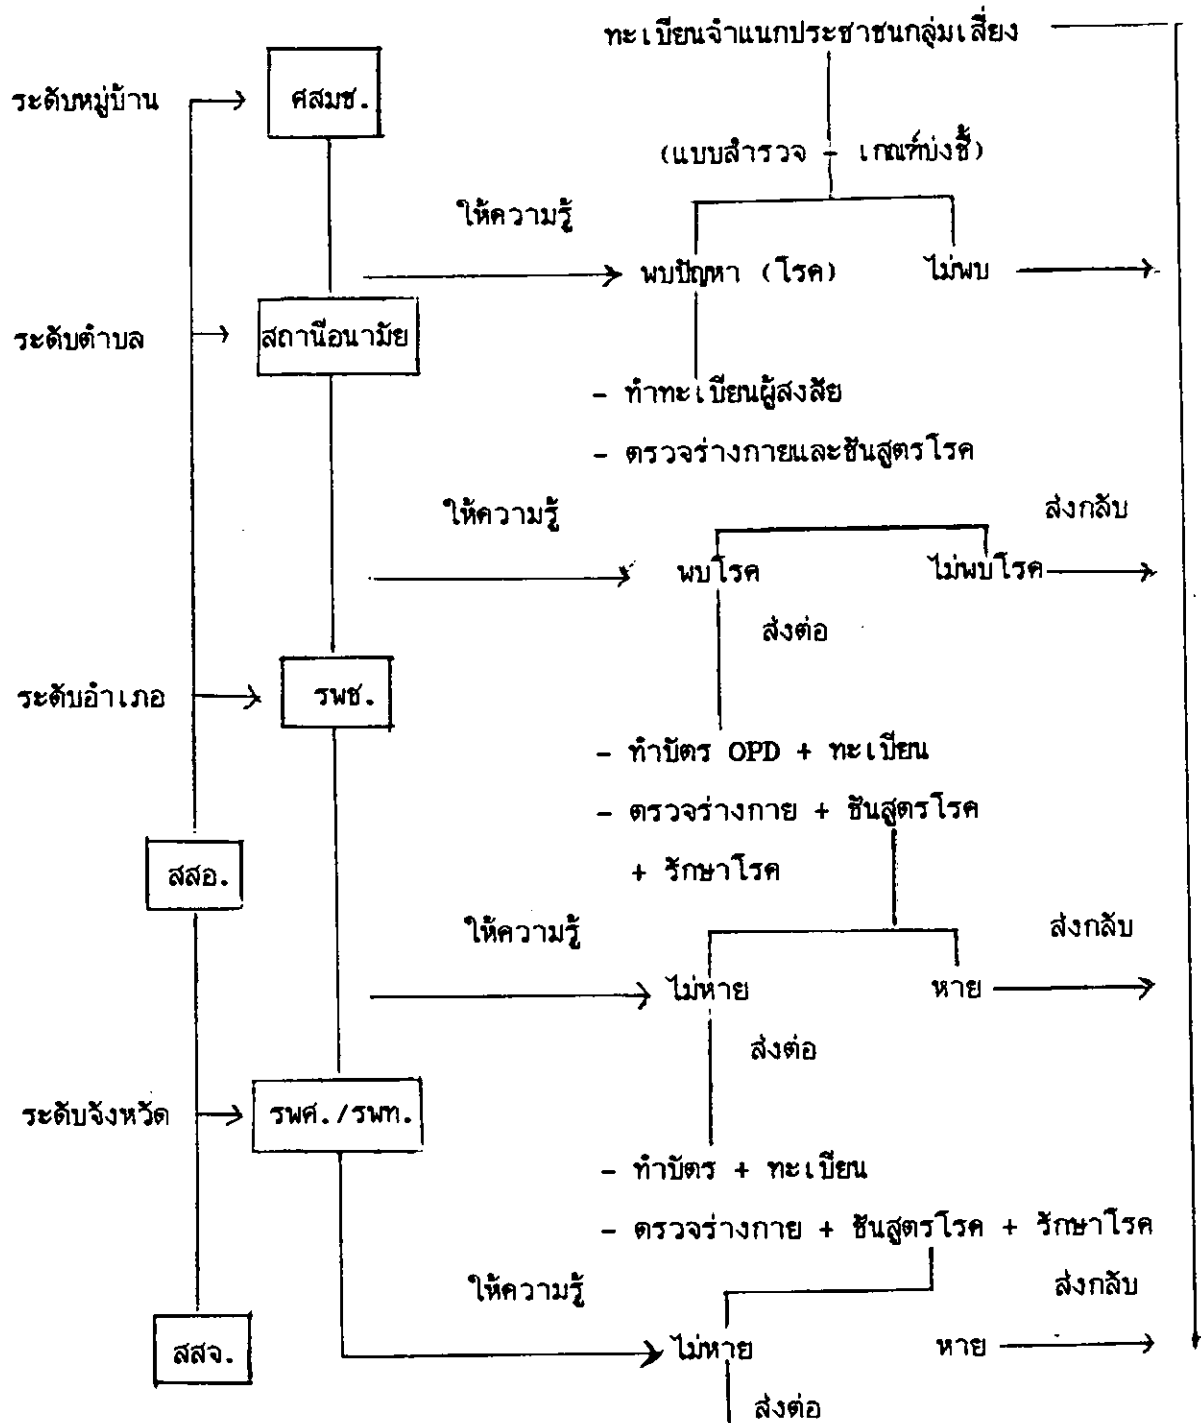 ทะเบียนจำแนกประชาชนกลุ่มเสี่ยง
ระดับหมู่บ้าน ศสมช.
(แบบสำรวจ - เกณฑ์บ่งชี้)
ให้ความรู้
พบปัญหา (โรค) ไม่พบ
ระดับตำบล สถานีอนามัย
- ทำทะเบียนผู้สงสัย
- ตรวจร่างกายและชันสูตรโรค
ให้ความรู้ ส่งกลับ
พบโรค ไม่พบโรค
ส่งต่อ
ระดับอำเภอ รพช.
- ทำบัตร OPD + ทะเบียน
- ตรวจร่างกาย + ชันสูตรโรค
สสอ. + รักษาโรค
ให้ความรู้ ส่งกลับ
ไม่หาย หาย
ส่งต่อ
ระดับจังหวัด รพศ./รพท.
- ทำบัตร + ทะเบียน
- ตรวจร่างกาย + ชันสูตรโรค + รักษาโรค
ให้ความรู้ ส่งกลับ
สสจ. ไม่หาย หาย
ส่งต่อ